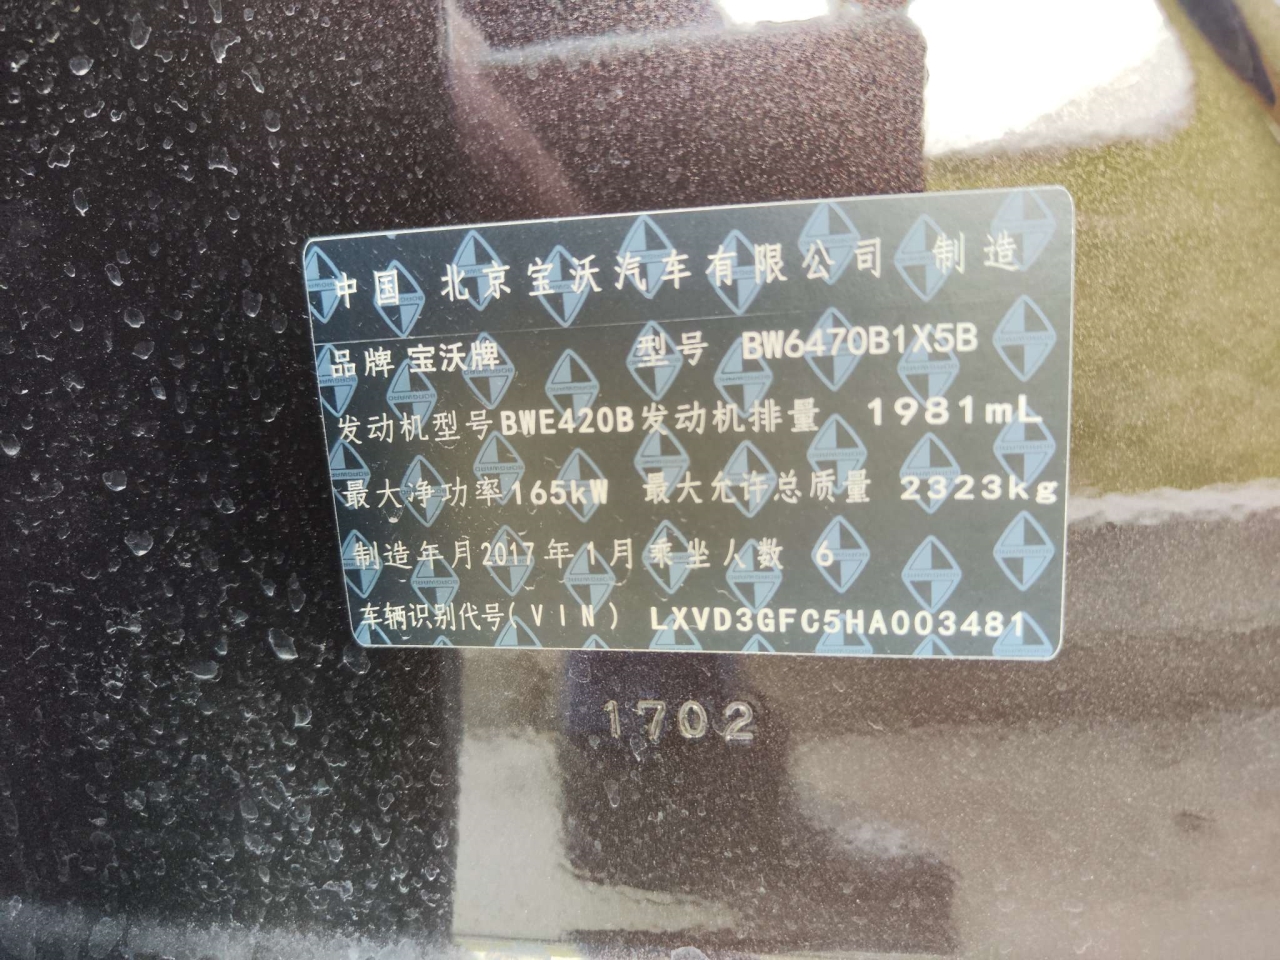 中国 北京宝沃汽车有限公司 制造
品牌 宝沃牌 型号 BW6470B1X5B
发动机型号 BWE420B 发动机排量 1981mL
最大净功率 165kW 最大允许总质量 2323kg
制造年月 2017年1月 乘坐人数 6
车辆识别代号(VIN) LXVD3GFC5HA003481
1702